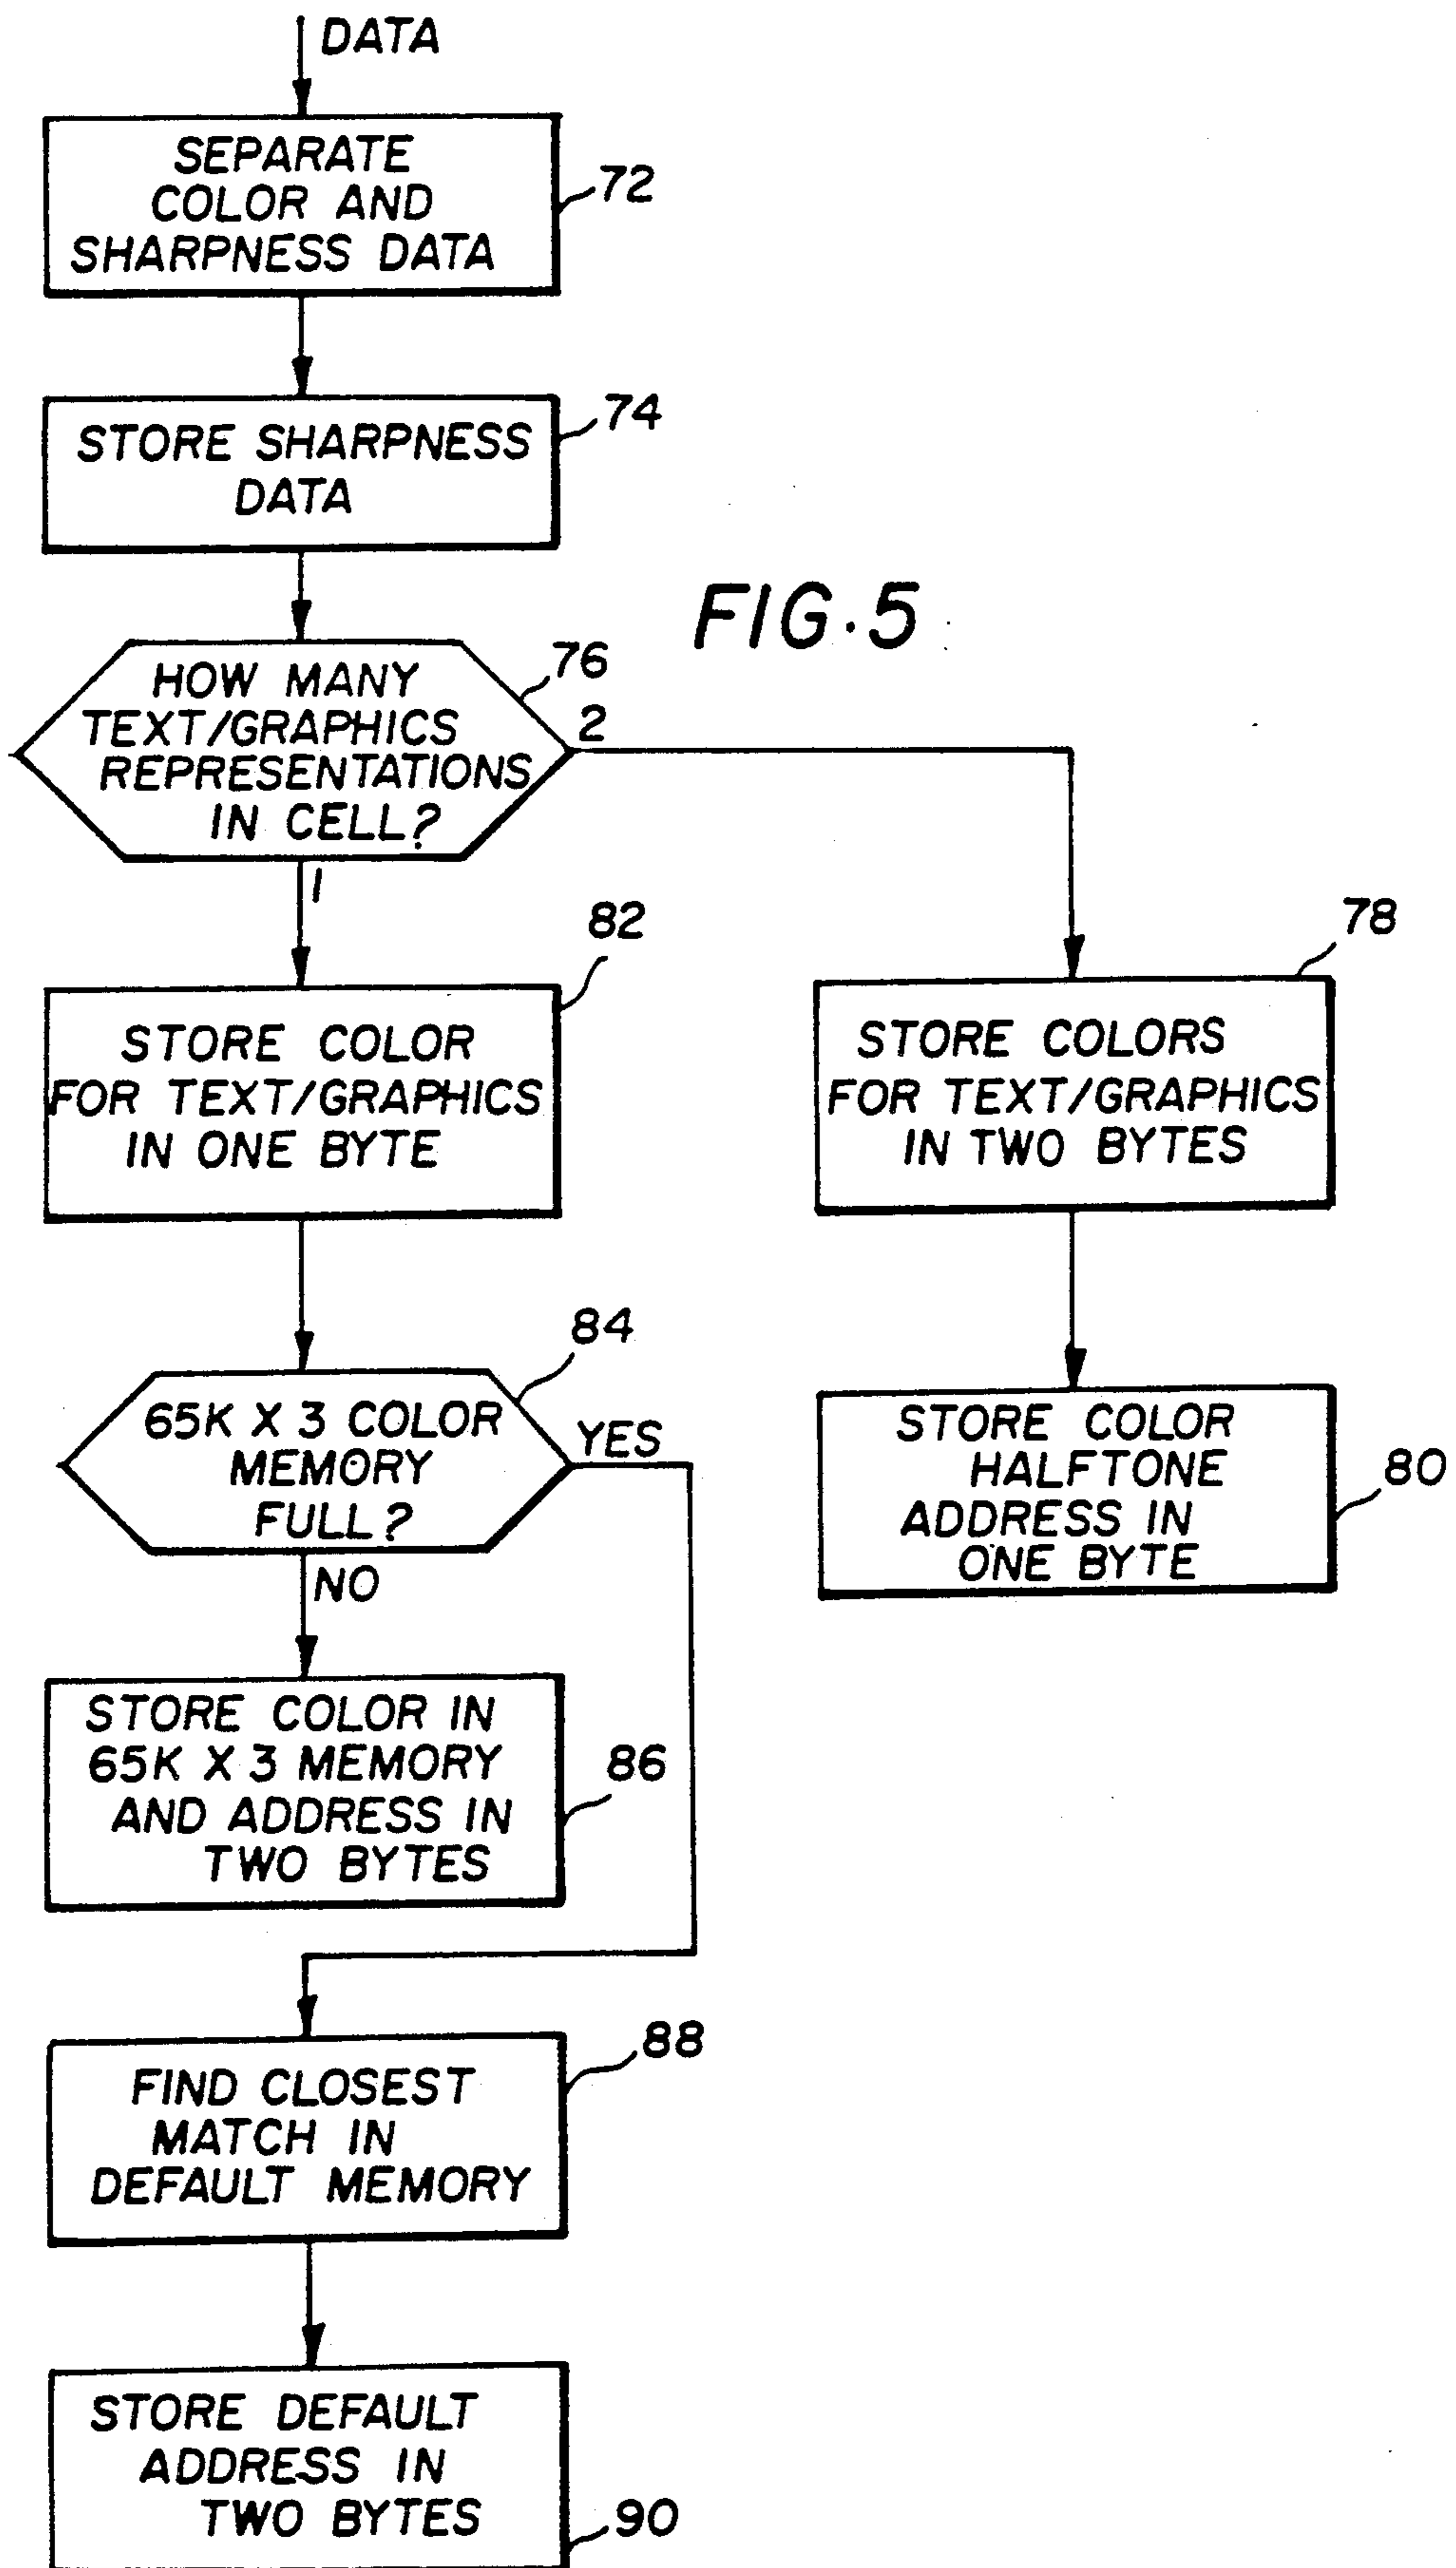 DATA
SEPARATE
COLOR AND
SHARPNESS DATA
72
STORE SHARPNESS
DATA
74
FIG. 5
HOW MANY
TEXT/GRAPHICS
REPRESENTATIONS
IN CELL?
76
2
1
STORE COLOR
FOR TEXT/GRAPHICS
IN ONE BYTE
82
STORE COLORS
FOR TEXT/GRAPHICS
IN TWO BYTES
78
65K X 3 COLOR
MEMORY
FULL?
84
YES
NO
STORE COLOR
HALFTONE
ADDRESS IN
ONE BYTE
80
STORE COLOR IN
65K X 3 MEMORY
AND ADDRESS IN
TWO BYTES
86
FIND CLOSEST
MATCH IN
DEFAULT MEMORY
88
STORE DEFAULT
ADDRESS IN
TWO BYTES
90